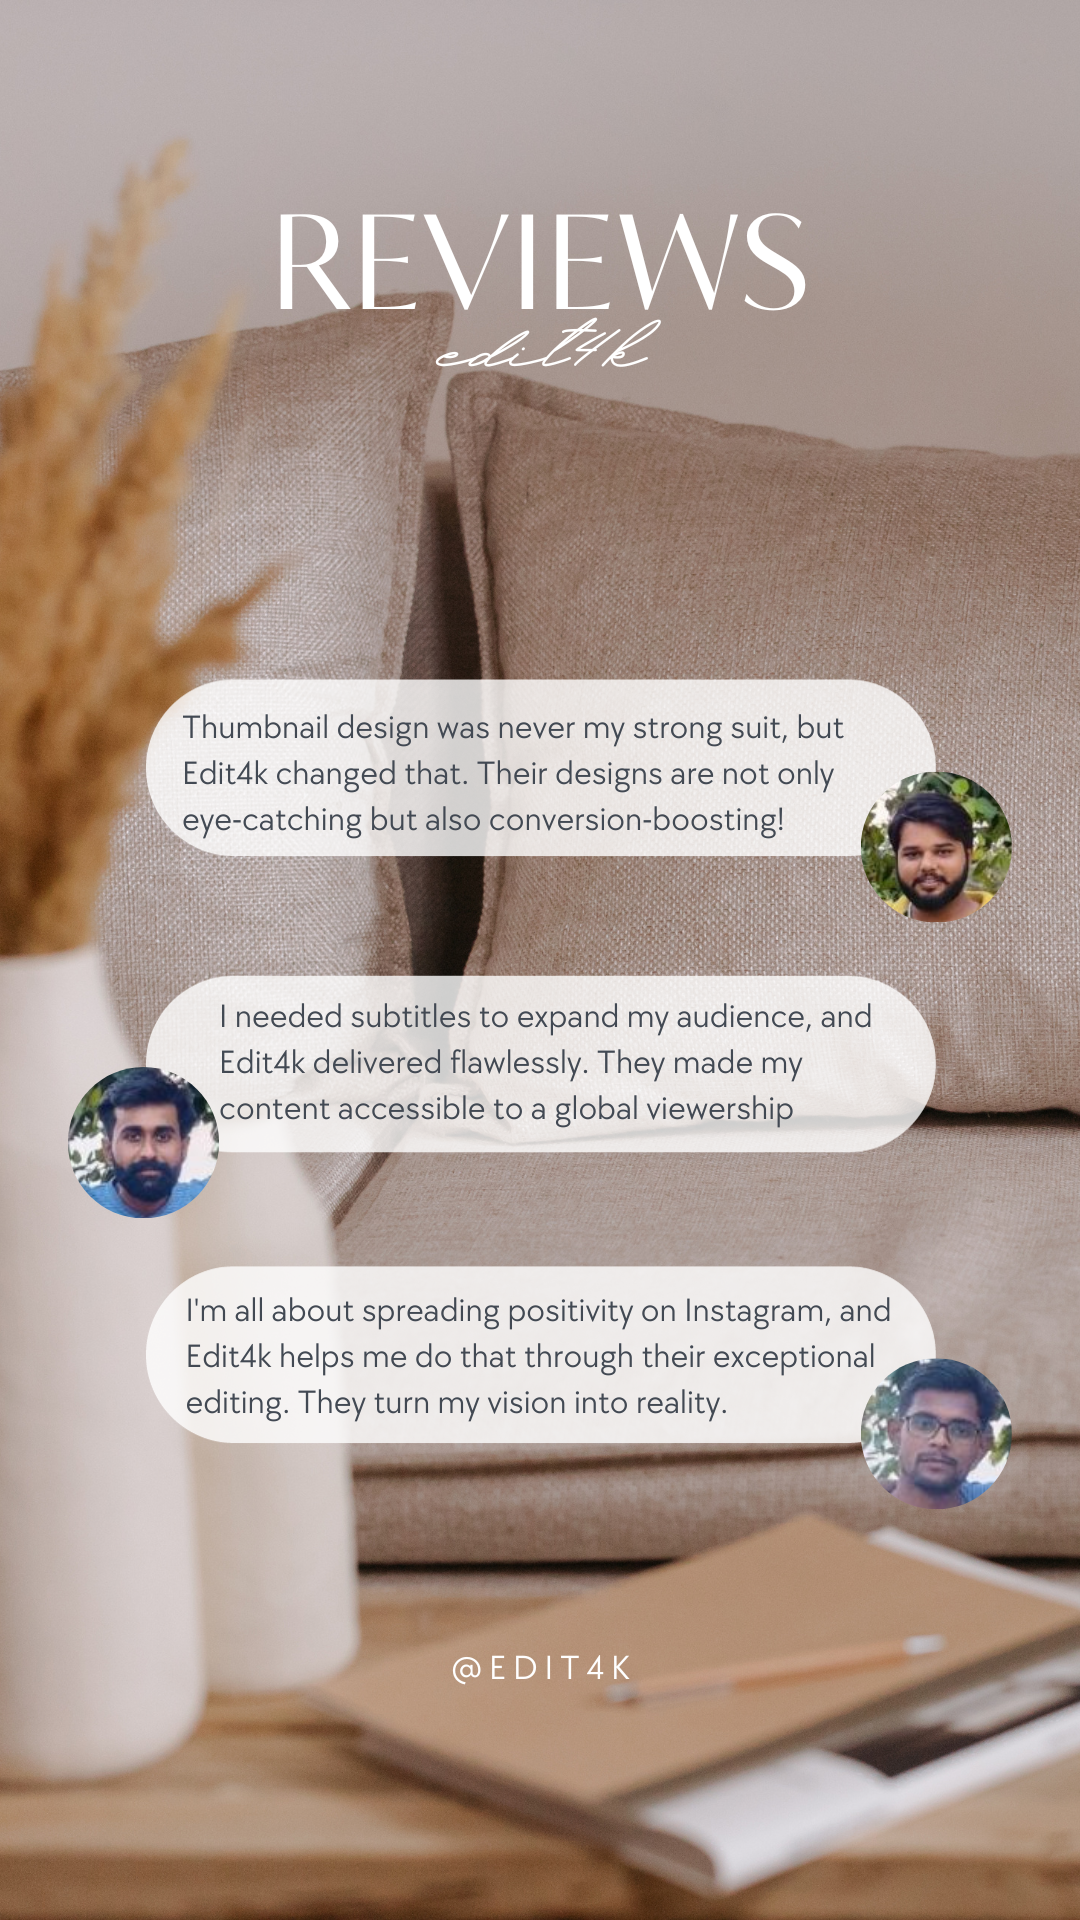 REVIEWS
edit4k
Thumbnail design was never my strong suit, but
Edit4k changed that. Their designs are not only
eye-catching but also conversion-boosting!
I needed subtitles to expand my audience, and
Edit4k delivered flawlessly. They made my
content accessible to a global viewership
I'm all about spreading positivity on Instagram, and
Edit4k helps me do that through their exceptional
editing. They turn my vision into reality.
@EDIT4K